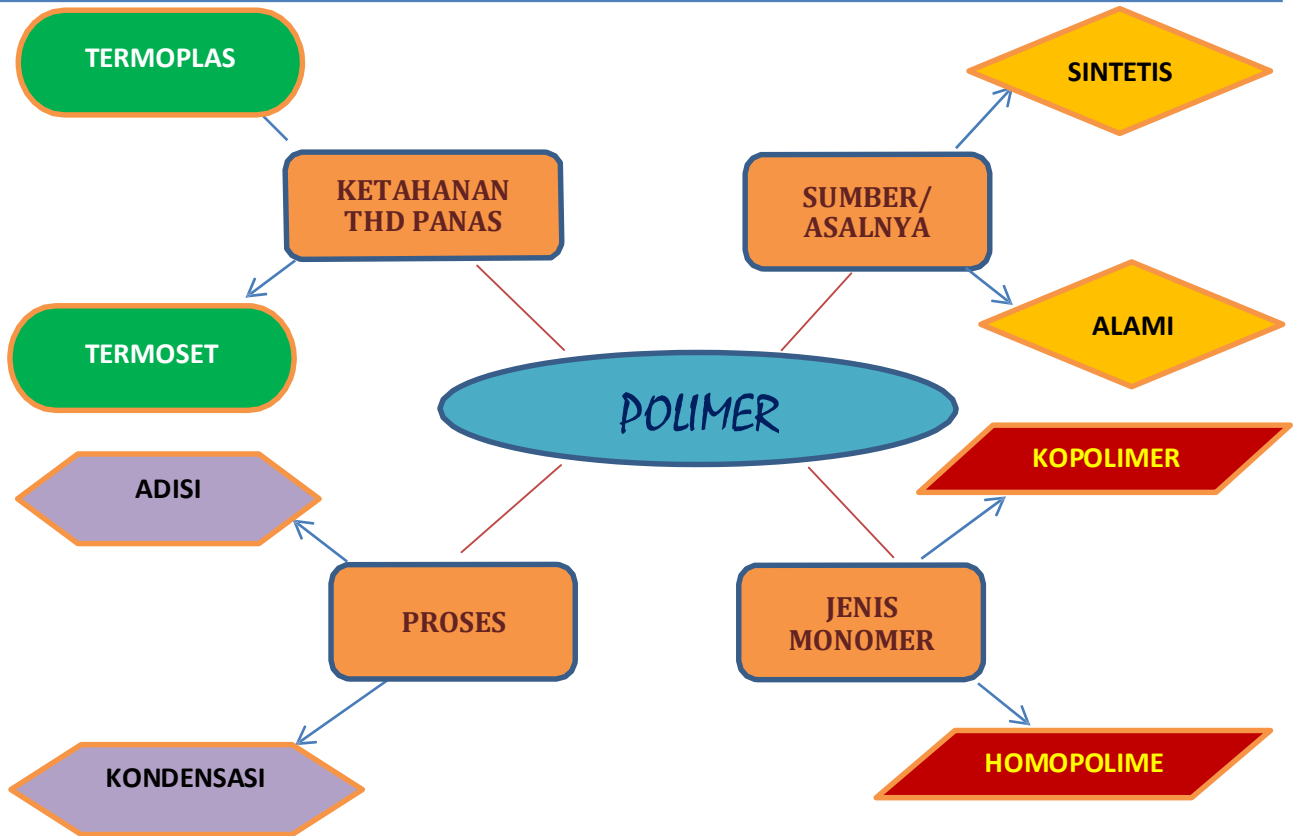 TERMOPLAS
SINTETIS
KETAHANAN
THD PANAS
SUMBER/
ASALNYA
TERMOSET
ALAMI
POLIMER
ADISI
KOPOLIMER
PROSES
JENIS
MONOMER
KONDENSASI
HOMOPOLIME